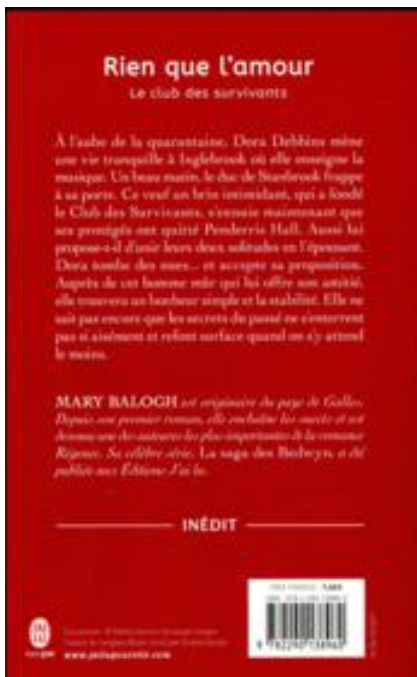 Rien que l'amour
Le club des survivants
À l'aube de la quarantaine, Dora Debbins mène
une vie tranquille à Inglebrook où elle enseigne la
musique. Un beau matin, le duc de Stanbrook frappe
à sa porte. Ce veuf un brin intimidant, qui a fondé
le Club des Survivants, s'ennuie maintenant que
ses protégés ont quitté Penderris Hall. Aussi lui
propose-t-il d'unir leurs deux solitudes en l'épousant.
Dora tombe des nues... et accepte sa proposition.
Auprès de cet homme mûr qui lui offre son amitié,
elle trouvera un bonheur simple et la stabilité. Elle ne
sait pas encore que les secrets du passé ne s'enterrent
pas si aisément et refont surface quand on s'y attend
le moins.
MARY BALOGH est originaire du pays de Galles.
Depuis son premier roman, elle enchaîne les succès et est
devenue une des auteures les plus importantes de la romance
Régence. Sa célèbre série, La saga des Bedwyn, a été
publiée aux Éditions J'ai lu.
INÉDIT
www.jailupourelle.com
9 782290 138960